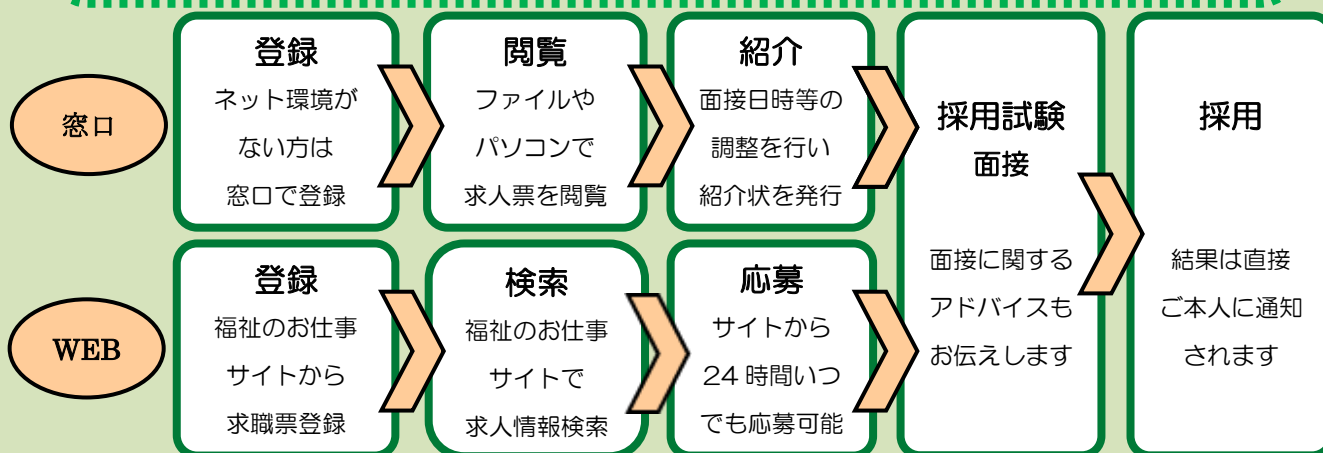 窓口
登録
ネット環境が
ない方は
窓口で登録
閲覧
ファイルや
パソコンで
求人票を閲覧
紹介
面接日時等の
調整を行い
紹介状を発行
WEB
登録
福祉のお仕事
サイトから
求職票登録
検索
福祉のお仕事
サイトで
求人情報検索
応募
サイトから
24時間いつ
でも応募可能
採用試験
面接
面接に関する
アドバイスも
お伝えします
採用
結果は直接
ご本人に通知
されます